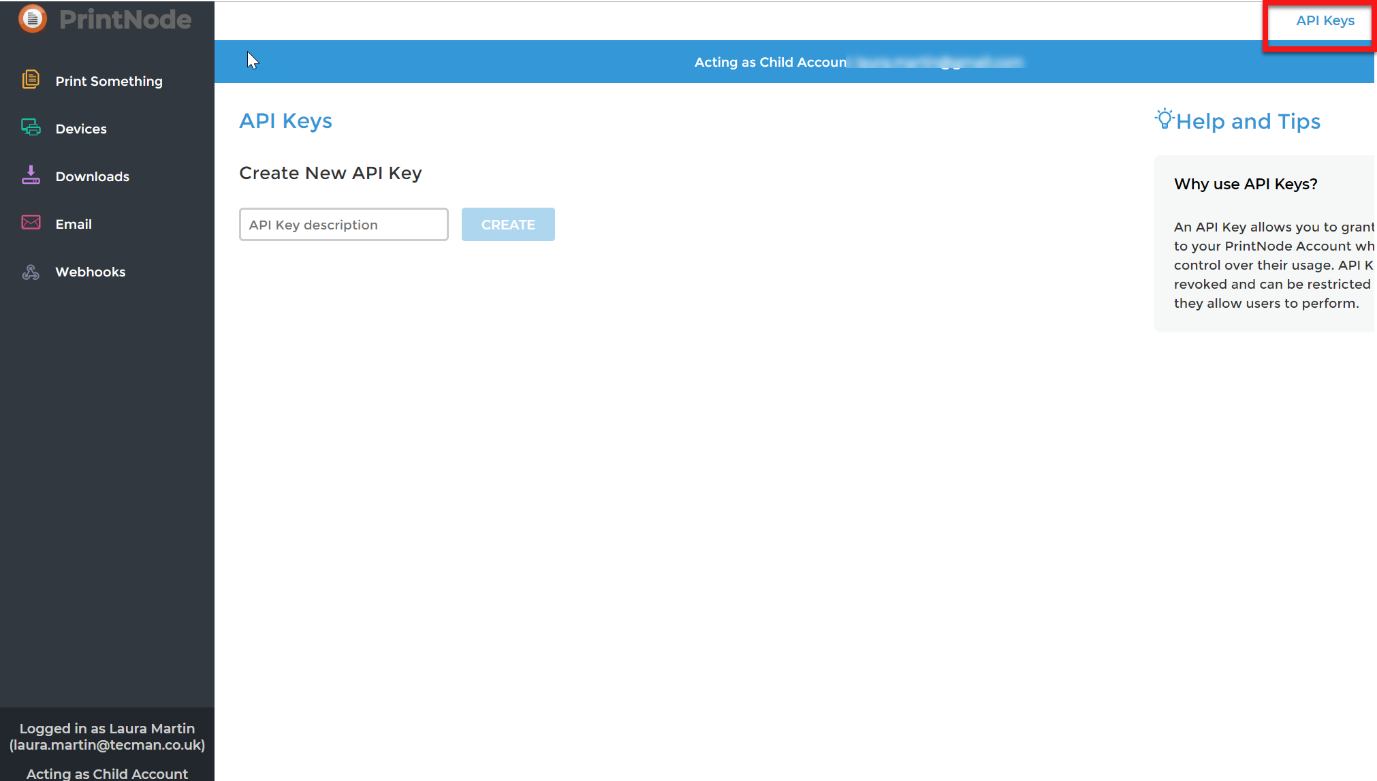 PrintNode
API Keys
Acting as Child Accoun
Print Something
Devices
Downloads
Email
Webhooks
API Keys
Create New API Key
API Key description
CREATE
Help and Tips
Why use API Keys?
An API Key allows you to grant
to your PrintNode Account wh
control over their usage. API K
revoked and can be restricted
they allow users to perform.
Logged in as Laura Martin
(laura.martin@tecman.co.uk)
Acting as Child Account